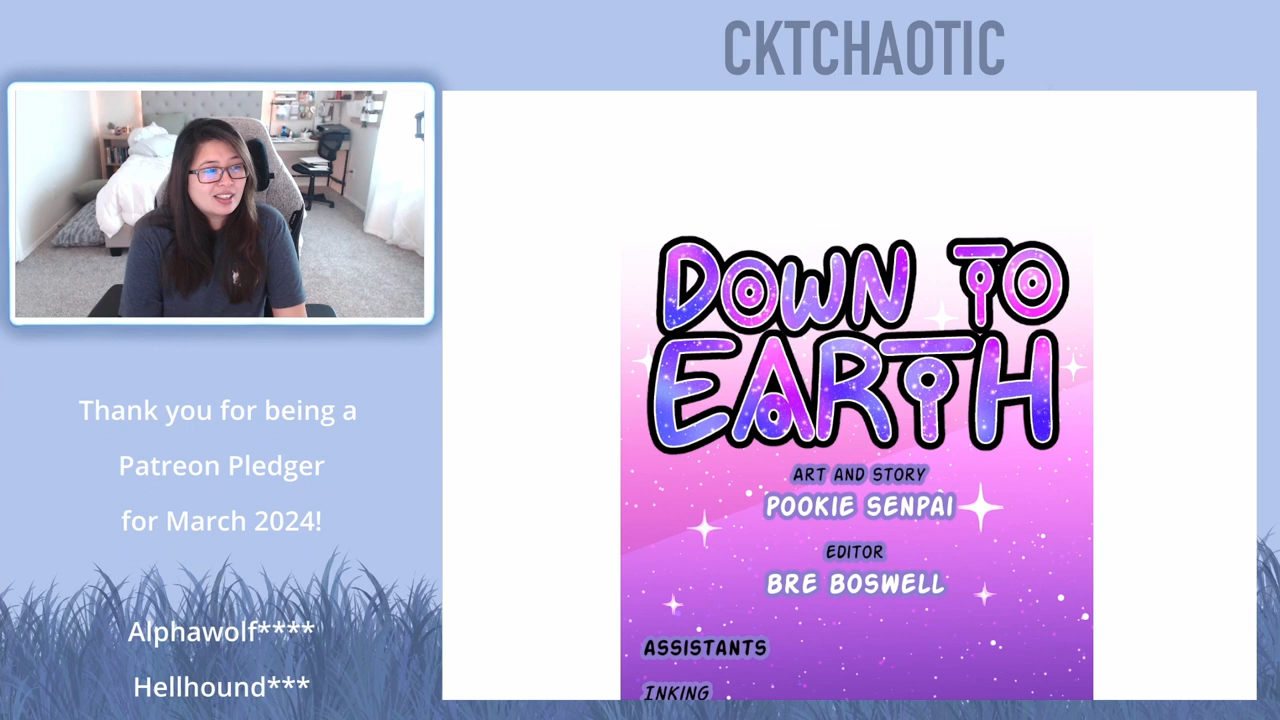 CKTCHAOTIC
Thank you for being a
Patreon Pledger
for March 2024!
Alphawolf****
Hellhound***
DOWN TO
EARTH
ART AND STORY
POOKIE SENPAI
EDITOR
BRE BOSWELL
ASSISTANTS
INKING